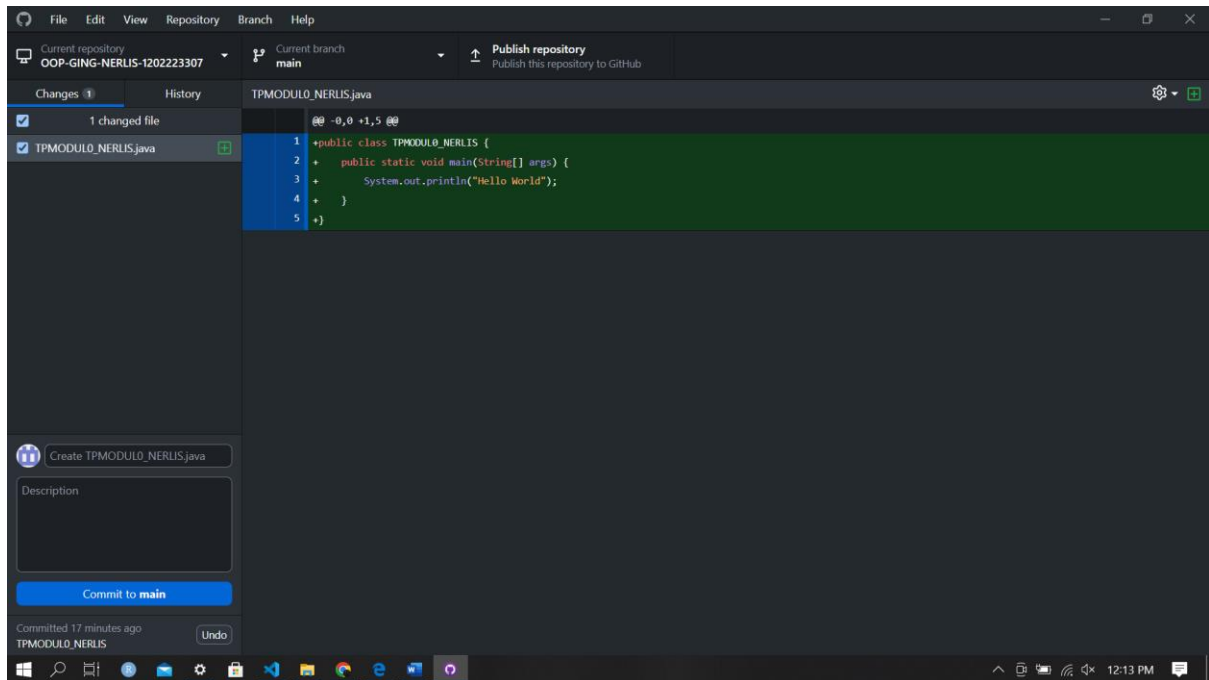 File Edit View Repository Branch Help
Current repository
OOP-GING-NERLIS-1202223307
Current branch
main
Publish repository
Publish this repository to GitHub
Changes 1 History
TPMODUL0_NERLIS.java
1 changed file
@@ -0,0 +1,5 @@
TPMODUL0_NERLIS.java
1 +public class TPMODUL0_NERLIS {
2 +    public static void main(String[] args) {
3 +        System.out.println("Hello World");
4 +    }
5 +}
Create TPMODUL0_NERLIS.java
Description
Commit to main
Committed 17 minutes ago
TPMODUL0_NERLIS
Undo
12:13 PM